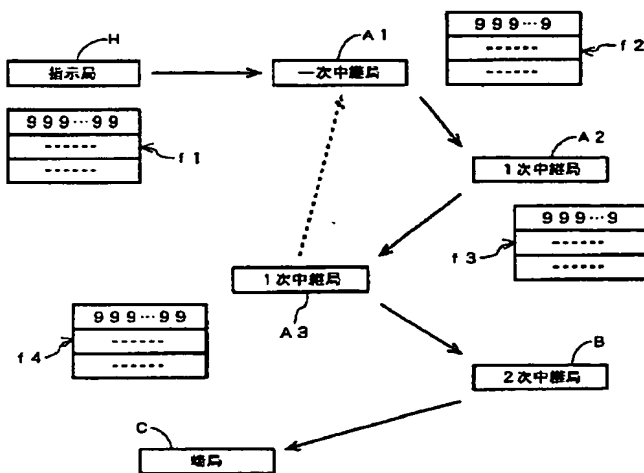 H
指示局
A1
一次中継局
999…9
------
------
f2
999…99
------
------
f1
A2
1次中継局
999…9
------
------
f3
1次中継局
A3
999…99
------
------
f4
B
2次中継局
C
端局